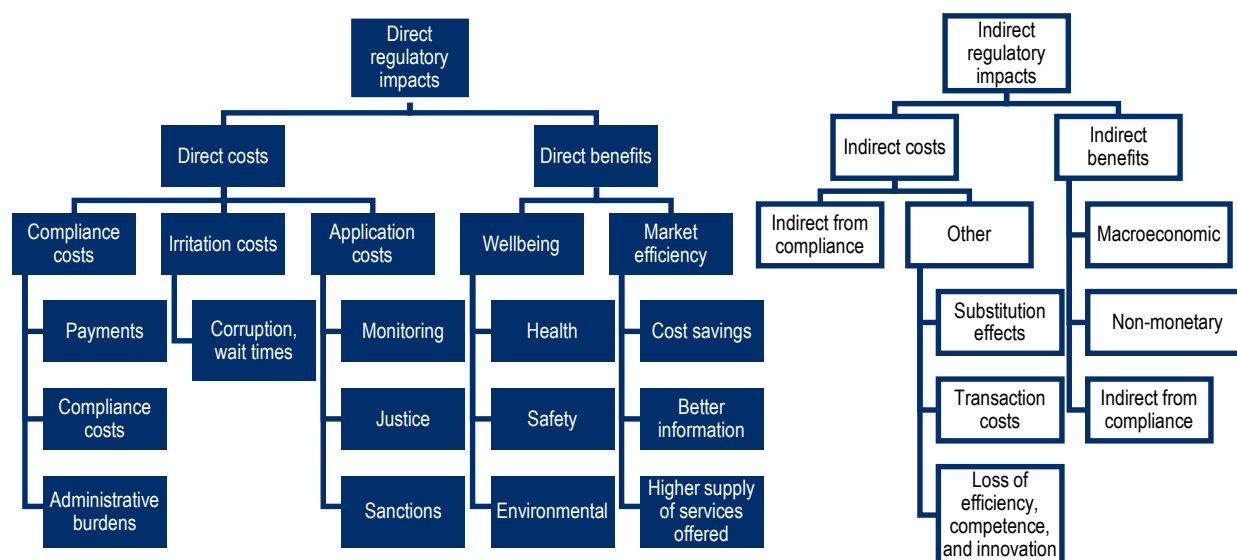 Direct
regulatory
impacts
Direct costs
Direct benefits
Compliance
costs
Irritation costs
Application
costs
Wellbeing
Market
efficiency
Payments
Corruption,
wait times
Monitoring
Health
Cost savings
Compliance
costs
Justice
Safety
Better
information
Administrative
burdens
Sanctions
Environmental
Higher supply
of services
offered
Indirect
regulatory
impacts
Indirect costs
Indirect
benefits
Indirect from
compliance
Other
Macroeconomic
Substitution
effects
Non-monetary
Transaction
costs
Indirect from
compliance
Loss of
efficiency,
competence,
and innovation